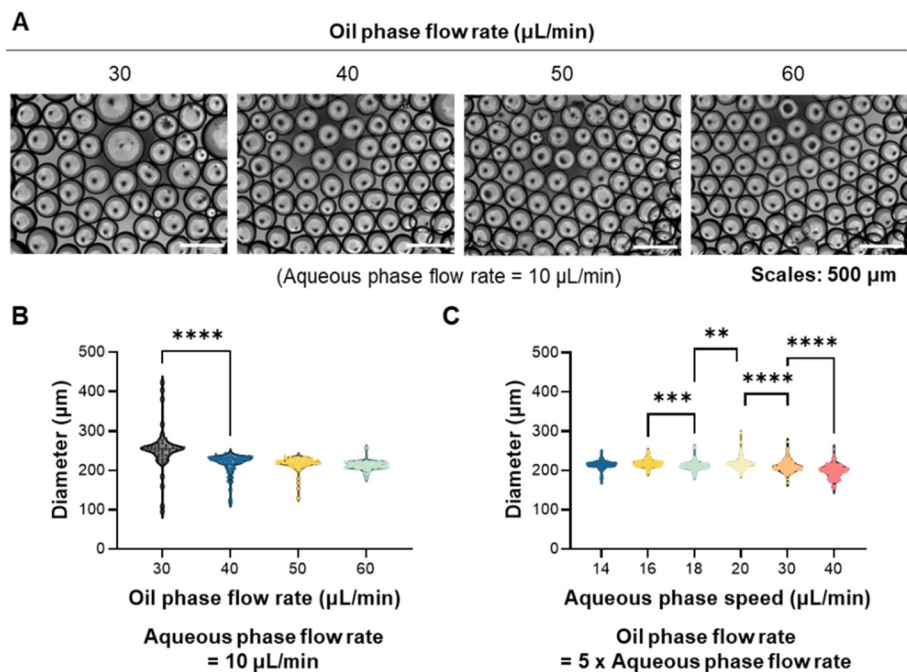 A
Oil phase flow rate (µL/min)
30 40 50 60
(Aqueous phase flow rate = 10 µL/min) Scales: 500 µm
B
****
500
400
300
200
100
0
Diameter (µm)
30 40 50 60
Oil phase flow rate (µL/min)
Aqueous phase flow rate
= 10 µL/min
C
**
****
***
****
500
400
300
200
100
0
Diameter (µm)
14 16 18 20 30 40
Aqueous phase speed (µL/min)
Oil phase flow rate
= 5 x Aqueous phase flow rate